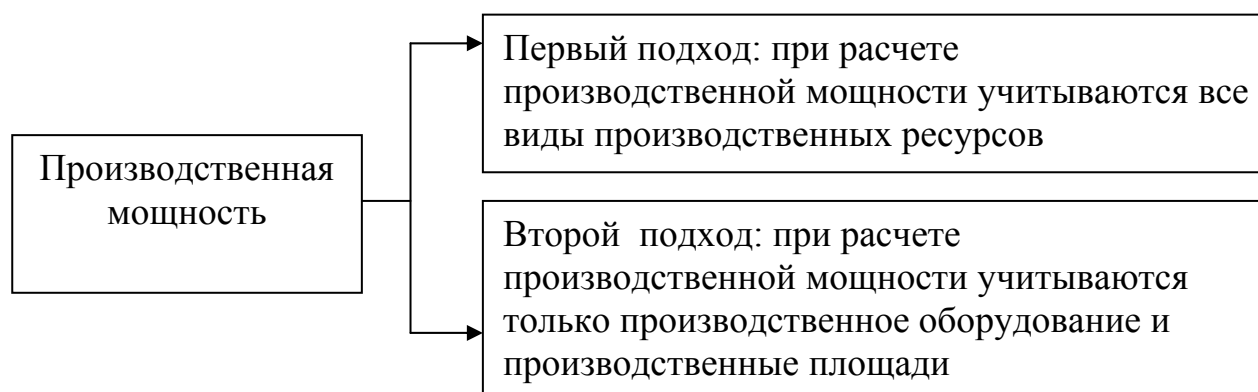 Производственная
мощность
Первый подход: при расчете
производственной мощности учитываются все
виды производственных ресурсов
Второй  подход: при расчете
производственной мощности учитываются
только производственное оборудование и
производственные площади